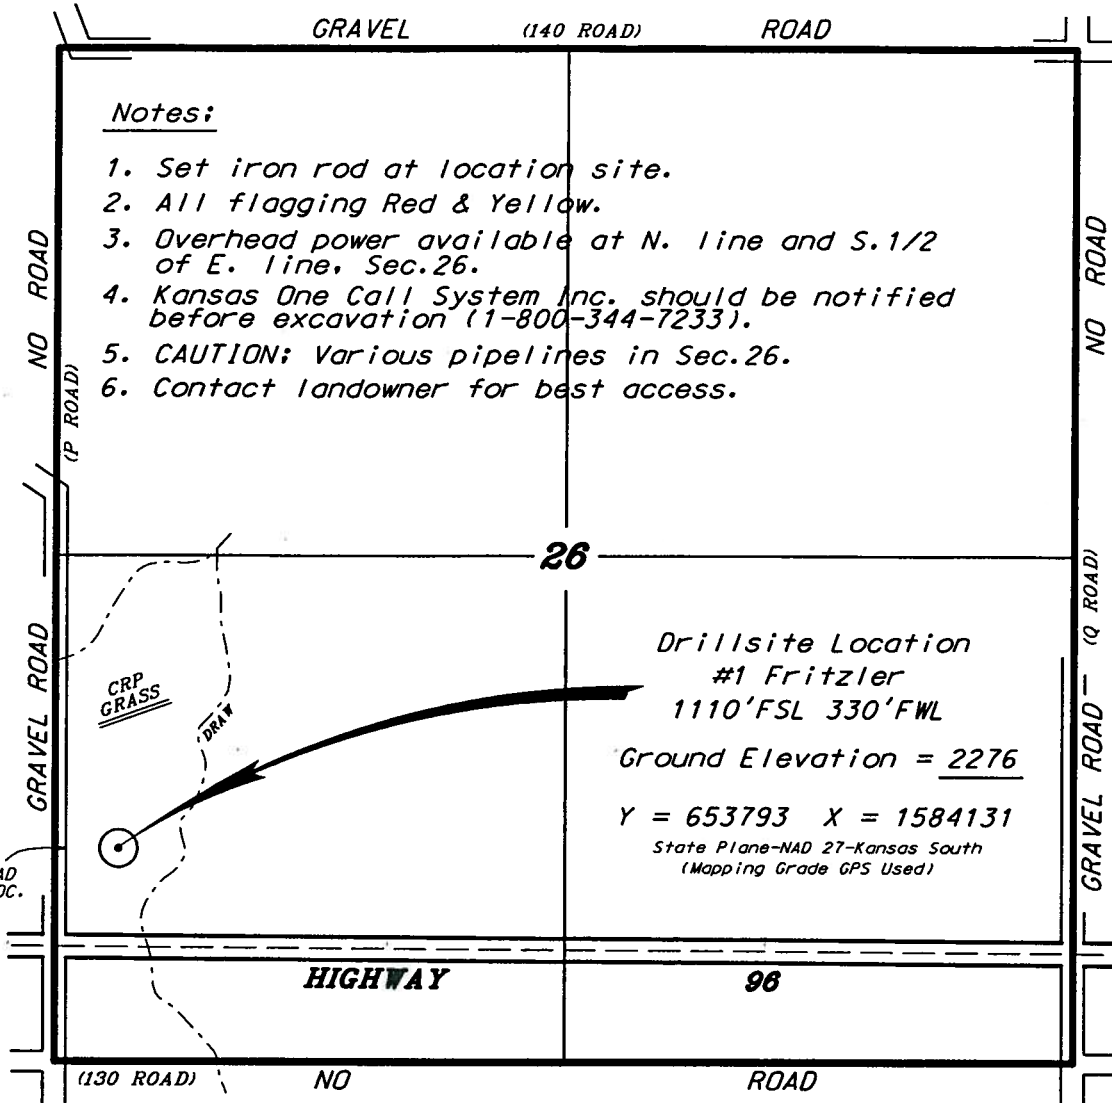 GRAVEL (140 ROAD) ROAD
Notes:
1. Set iron rod at location site.
2. All flagging Red & Yellow.
3. Overhead power available at N. line and S.1/2
of E. line, Sec.26.
4. Kansas One Call System Inc. should be notified
before excavation (1-800-344-7233).
5. CAUTION: Various pipelines in Sec.26.
6. Contact landowner for best access.
NO ROAD
(P ROAD)
NO ROAD
26
(Q ROAD)
GRAVEL ROAD
CRP
GRASS
DRAW
Drillsite Location
#1 Fritzler
1110'FSL 330'FWL
Ground Elevation = 2276
Y = 653793 X = 1584131
State Plane-NAD 27-Kansas South
(Mapping Grade GPS Used)
GRAVEL ROAD
HIGHWAY 96
(130 ROAD) NO ROAD